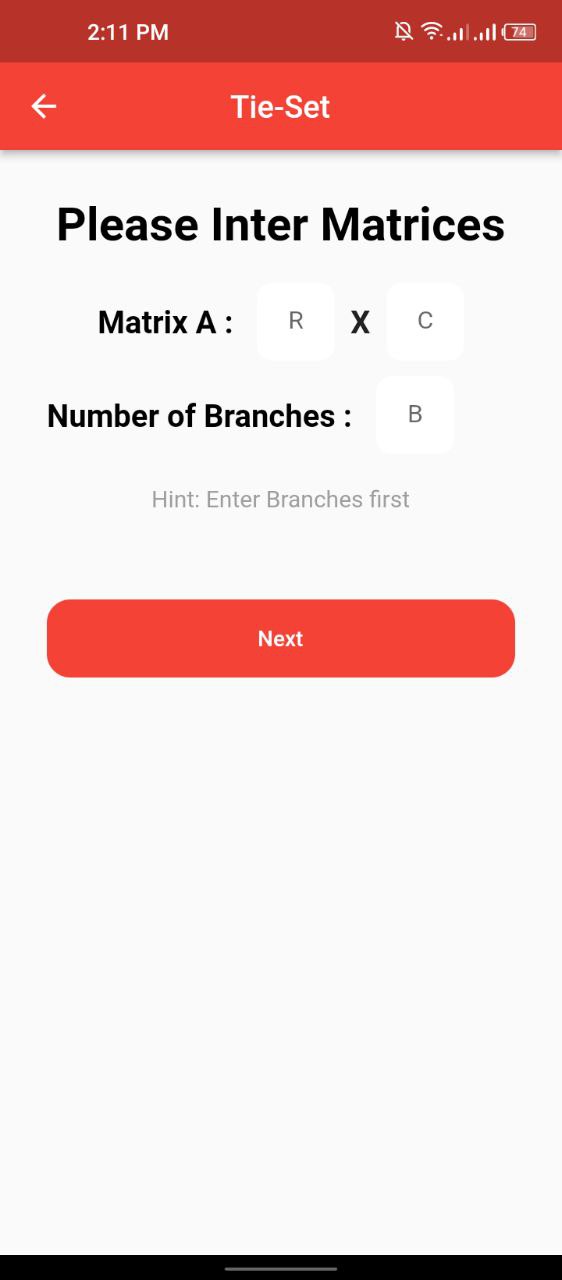 2:11 PM 74
Tie-Set
Please Inter Matrices
Matrix A : R X C
Number of Branches : B
Hint: Enter Branches first
Next